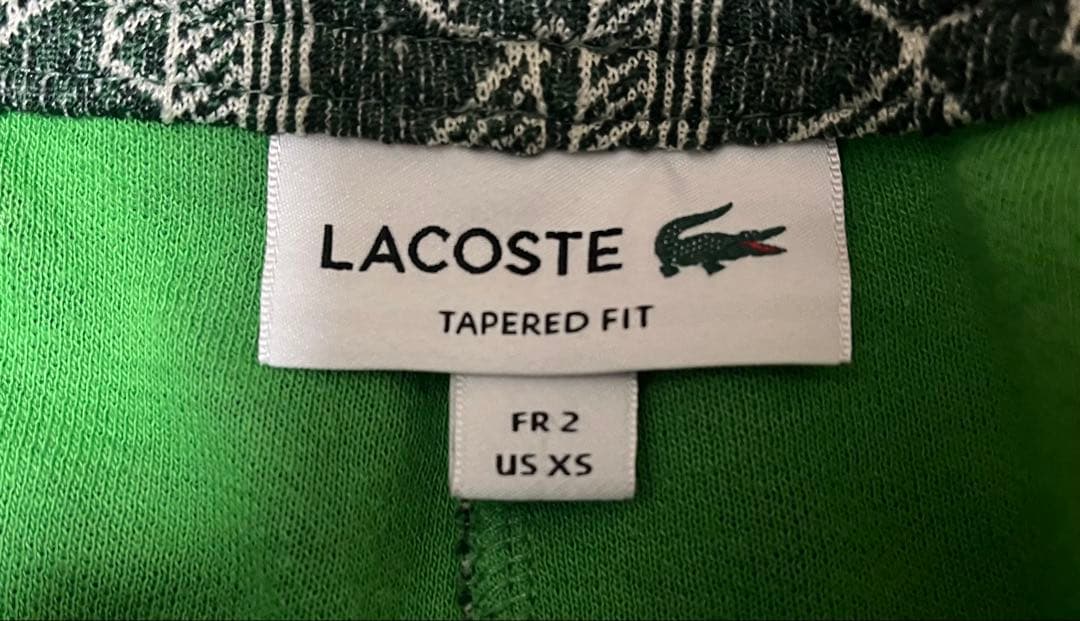 LACOSTE
TAPERED FIT
FR 2
US XS